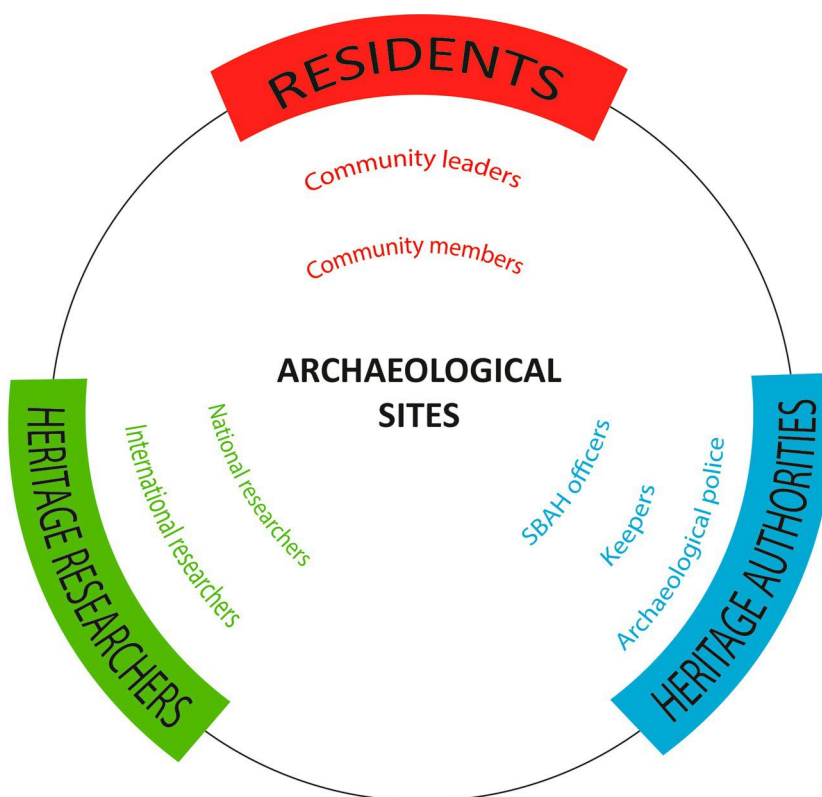 RESIDENTS
Community leaders
Community members
ARCHAEOLOGICAL
SITES
HERITAGE RESEARCHERS
International researchers
National researchers
SBAH officers
Keepers
Archaeological police
HERITAGE AUTHORITIES